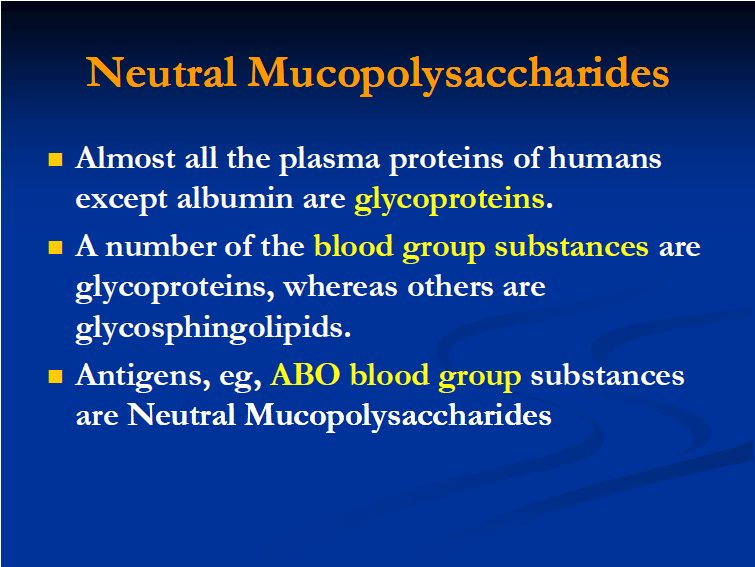 Neutral Mucopolysaccharides
Almost all the plasma proteins of humans
except albumin are glycoproteins.
A number of the blood group substances are
glycoproteins, whereas others are
glycosphingolipids.
Antigens, eg, ABO blood group substances
are Neutral Mucopolysaccharides